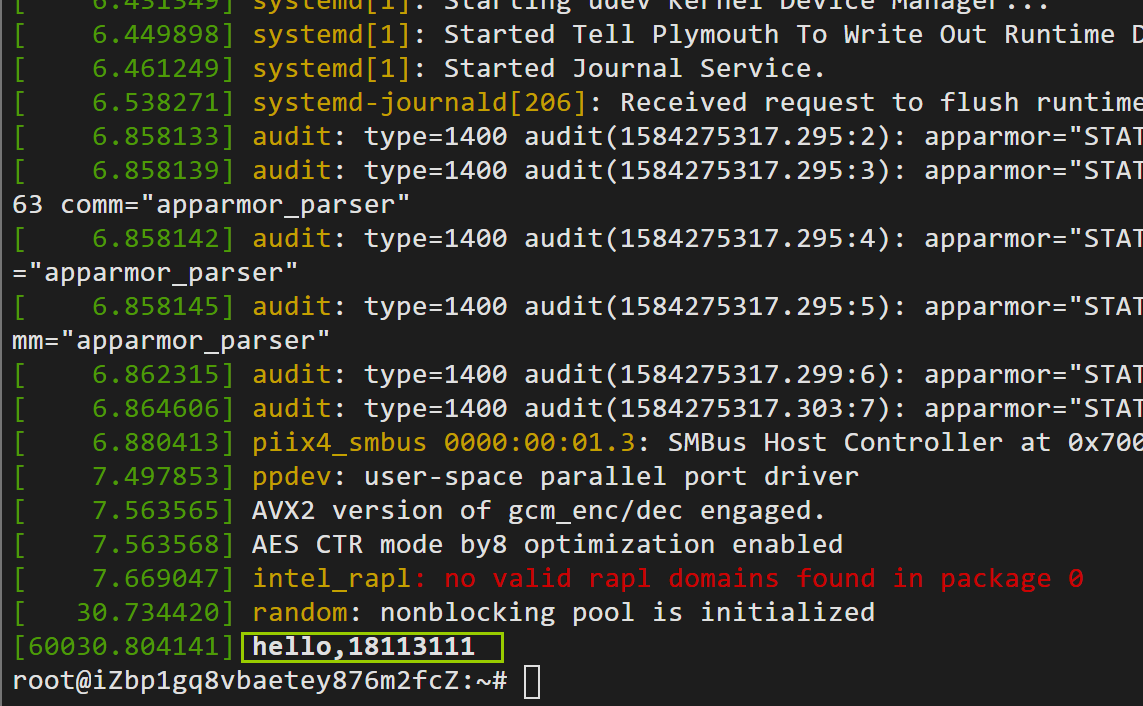 [    6.431349] systemd[1]: Starting udev Kernel Device Manager...
[    6.449898] systemd[1]: Started Tell Plymouth To Write Out Runtime D
[    6.461249] systemd[1]: Started Journal Service.
[    6.538271] systemd-journald[206]: Received request to flush runtime
[    6.858133] audit: type=1400 audit(1584275317.295:2): apparmor="STAT
[    6.858139] audit: type=1400 audit(1584275317.295:3): apparmor="STAT
63 comm="apparmor_parser"
[    6.858142] audit: type=1400 audit(1584275317.295:4): apparmor="STAT
="apparmor_parser"
[    6.858145] audit: type=1400 audit(1584275317.295:5): apparmor="STAT
mm="apparmor_parser"
[    6.862315] audit: type=1400 audit(1584275317.299:6): apparmor="STAT
[    6.864606] audit: type=1400 audit(1584275317.303:7): apparmor="STAT
[    6.880413] piix4_smbus 0000:00:01.3: SMBus Host Controller at 0x700
[    7.497853] ppdev: user-space parallel port driver
[    7.563565] AVX2 version of gcm_enc/dec engaged.
[    7.563568] AES CTR mode by8 optimization enabled
[    7.669047] intel_rapl: no valid rapl domains found in package 0
[   30.734420] random: nonblocking pool is initialized
[60030.804141] hello,18113111
root@iZbp1gq8vbaetey876m2fcZ:~#